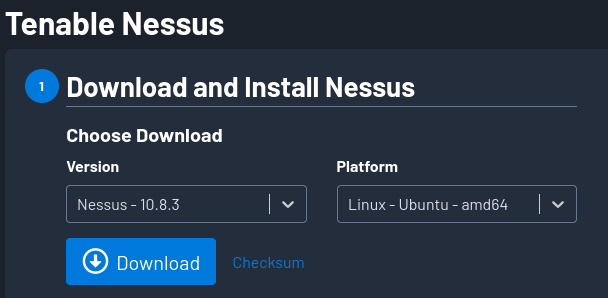 Tenable Nessus
1 Download and Install Nessus
Choose Download
Version Platform
Nessus - 10.8.3 Linux - Ubuntu - amd64
Download Checksum